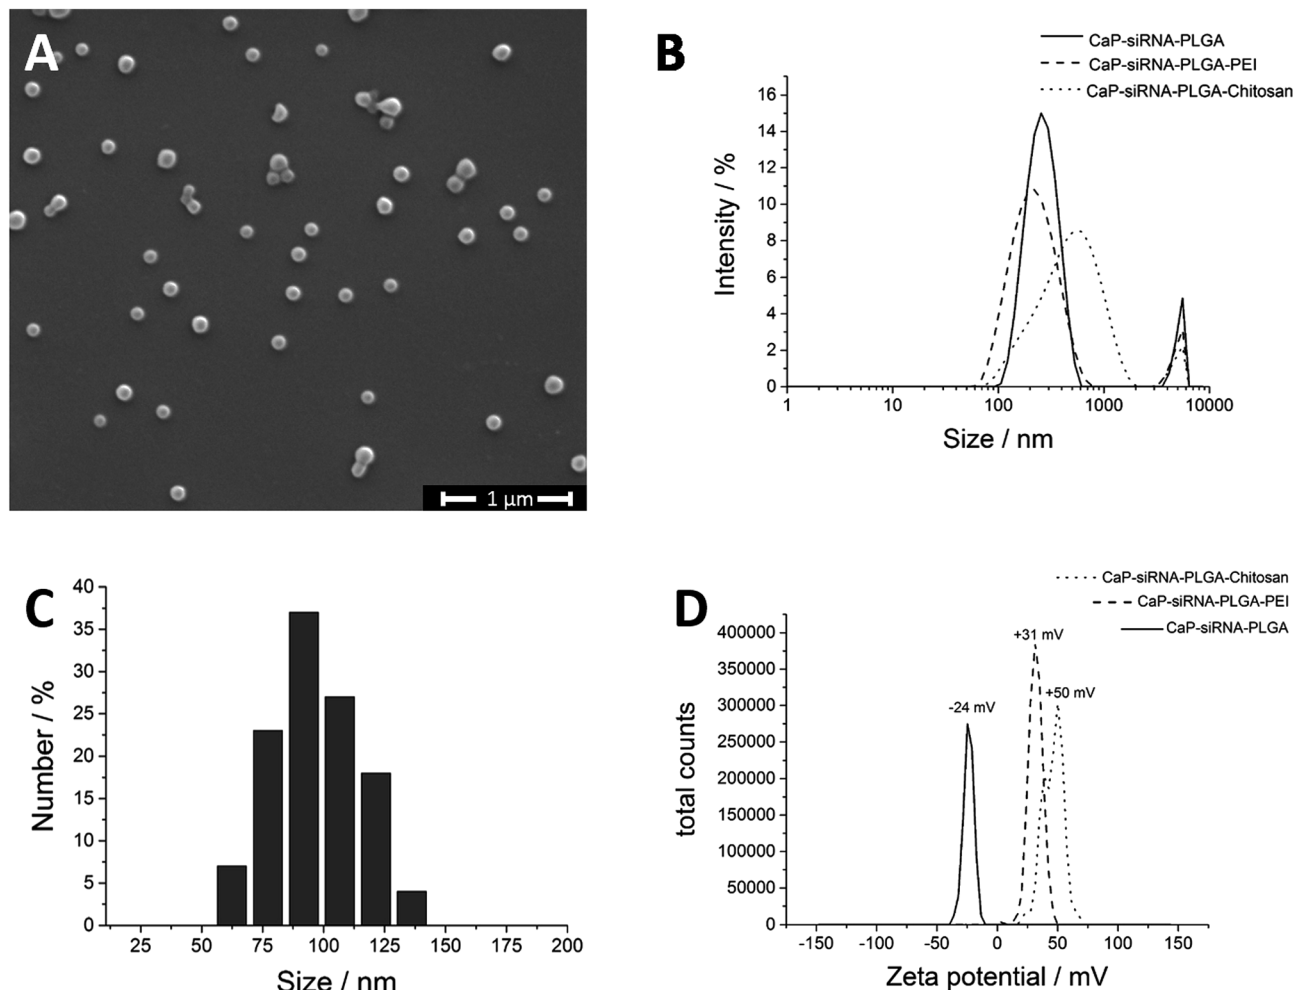 A
1 µm
B
CaP-siRNA-PLGA
CaP-siRNA-PLGA-PEI
CaP-siRNA-PLGA-Chitosan
Intensity / %
16
14
12
10
8
6
4
2
0
1 10 100 1000 10000
Size / nm
C
Number / %
40
35
30
25
20
15
10
5
0
25 50 75 100 125 150 175 200
Size / nm
D
CaP-siRNA-PLGA-Chitosan
CaP-siRNA-PLGA-PEI
CaP-siRNA-PLGA
total counts
400000
350000
300000
250000
200000
150000
100000
50000
0
+31 mV
+50 mV
-24 mV
-150 -100 -50 0 50 100 150
Zeta potential / mV